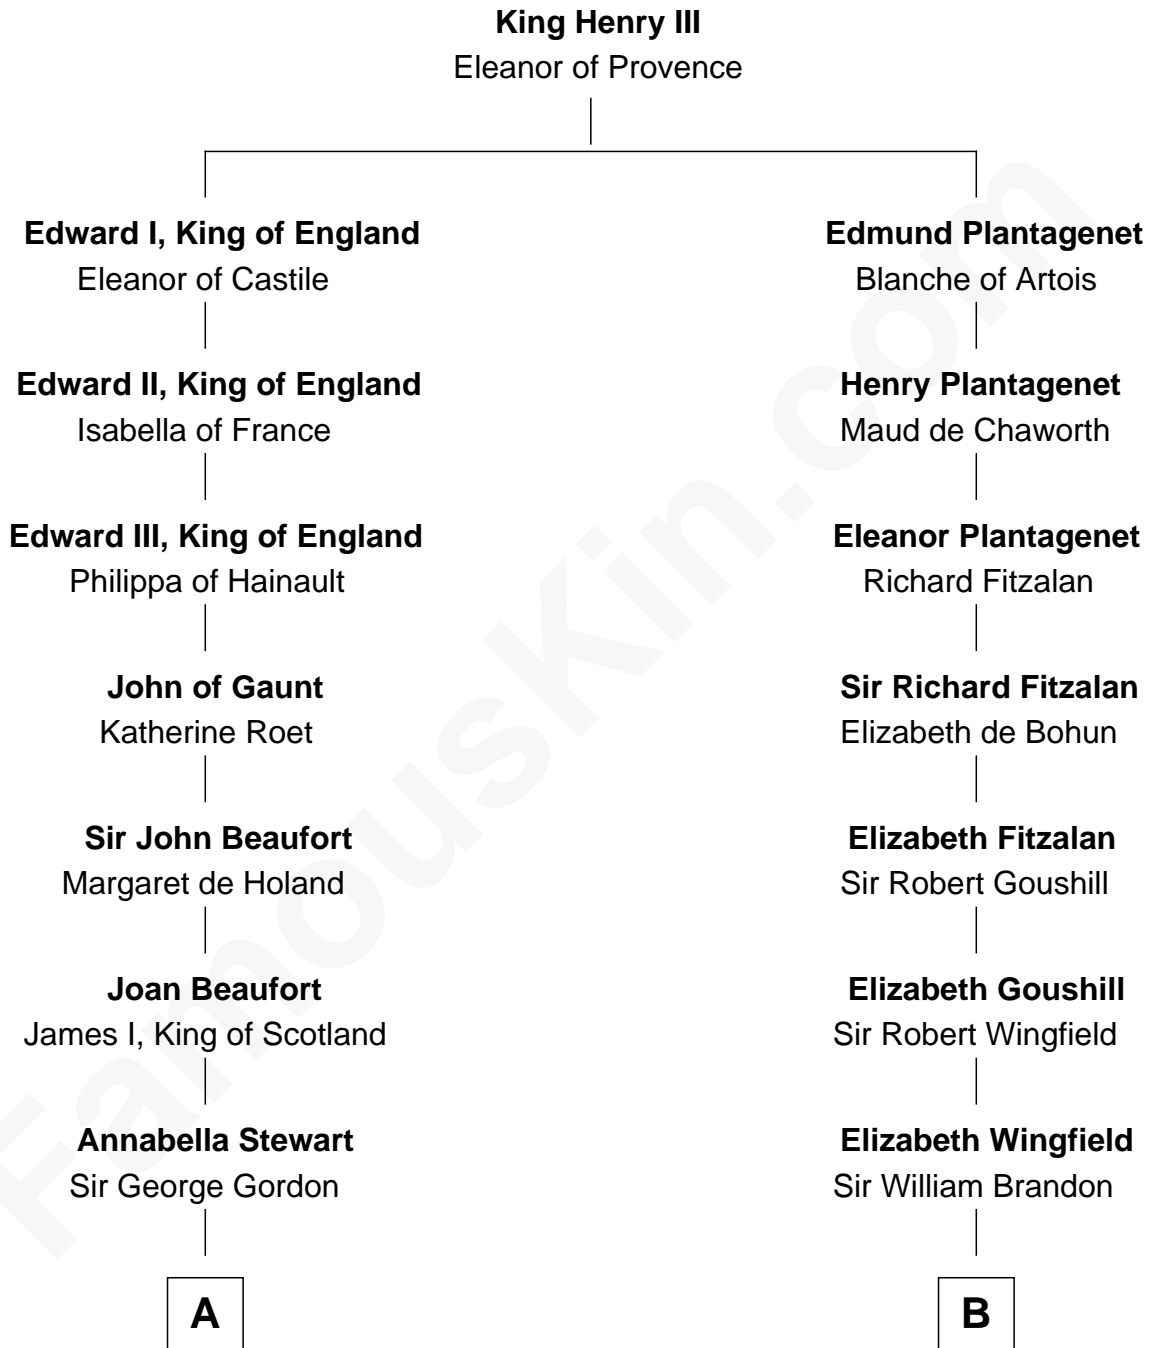 King Henry III
Eleanor of Provence
Edward I, King of England
Eleanor of Castile
Edmund Plantagenet
Blanche of Artois
Edward II, King of England
Isabella of France
Henry Plantagenet
Maud de Chaworth
Edward III, King of England
Philippa of Hainault
Eleanor Plantagenet
Richard Fitzalan
John of Gaunt
Katherine Roet
Sir Richard Fitzalan
Elizabeth de Bohun
Sir John Beaufort
Margaret de Holand
Elizabeth Fitzalan
Sir Robert Goushill
Joan Beaufort
James I, King of Scotland
Elizabeth Goushill
Sir Robert Wingfield
Annabella Stewart
Sir George Gordon
Elizabeth Wingfield
Sir William Brandon
A
B
FamousKin.com